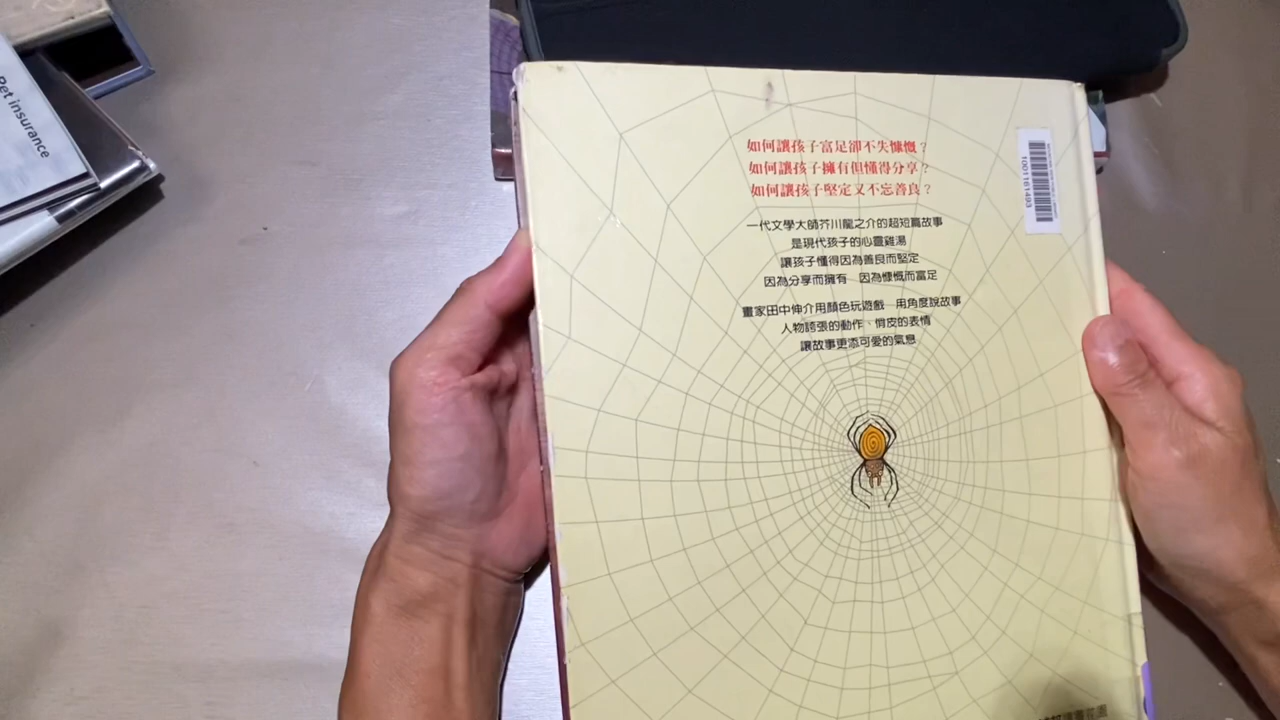 Pet insurance
如何讓孩子富足卻不失慷慨？
如何讓孩子擁有但懂得分享？
如何讓孩子堅定又不忘善良？
一代文學大師芥川龍之介的超短篇故事
是現代孩子的心靈雞湯
讓孩子懂得因為善良而堅定
因為分享而擁有　因為慷慨而富足
畫家田中伸介用顏色玩遊戲　用角度說故事
人物誇張的動作、俏皮的表情
讓故事更添可愛的氣息
1001161493